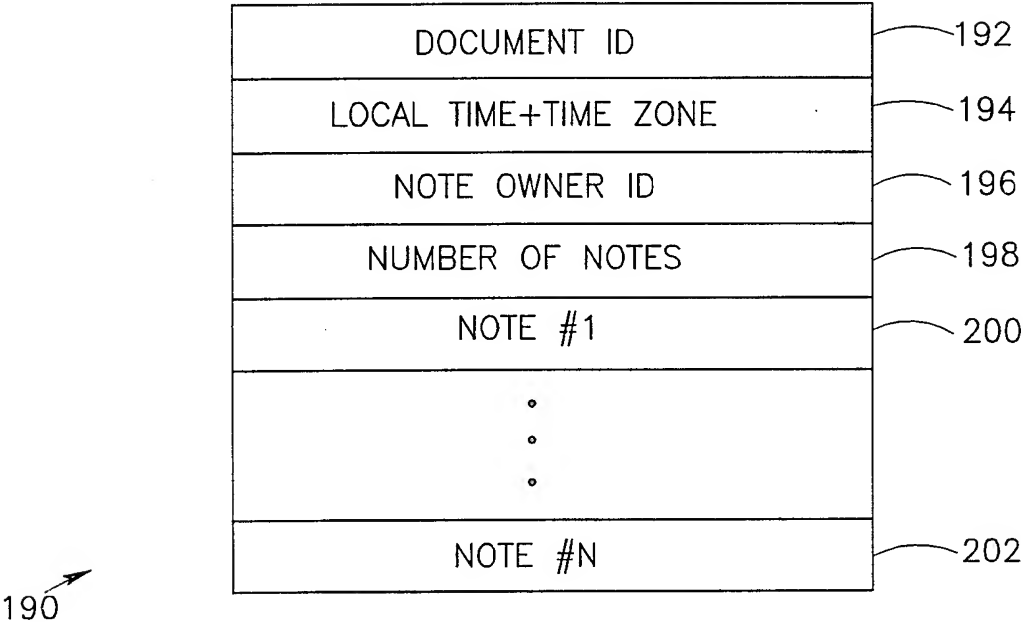 DOCUMENT ID 192
LOCAL TIME+TIME ZONE 194
NOTE OWNER ID 196
NUMBER OF NOTES 198
NOTE #1 200
NOTE #N 202
190